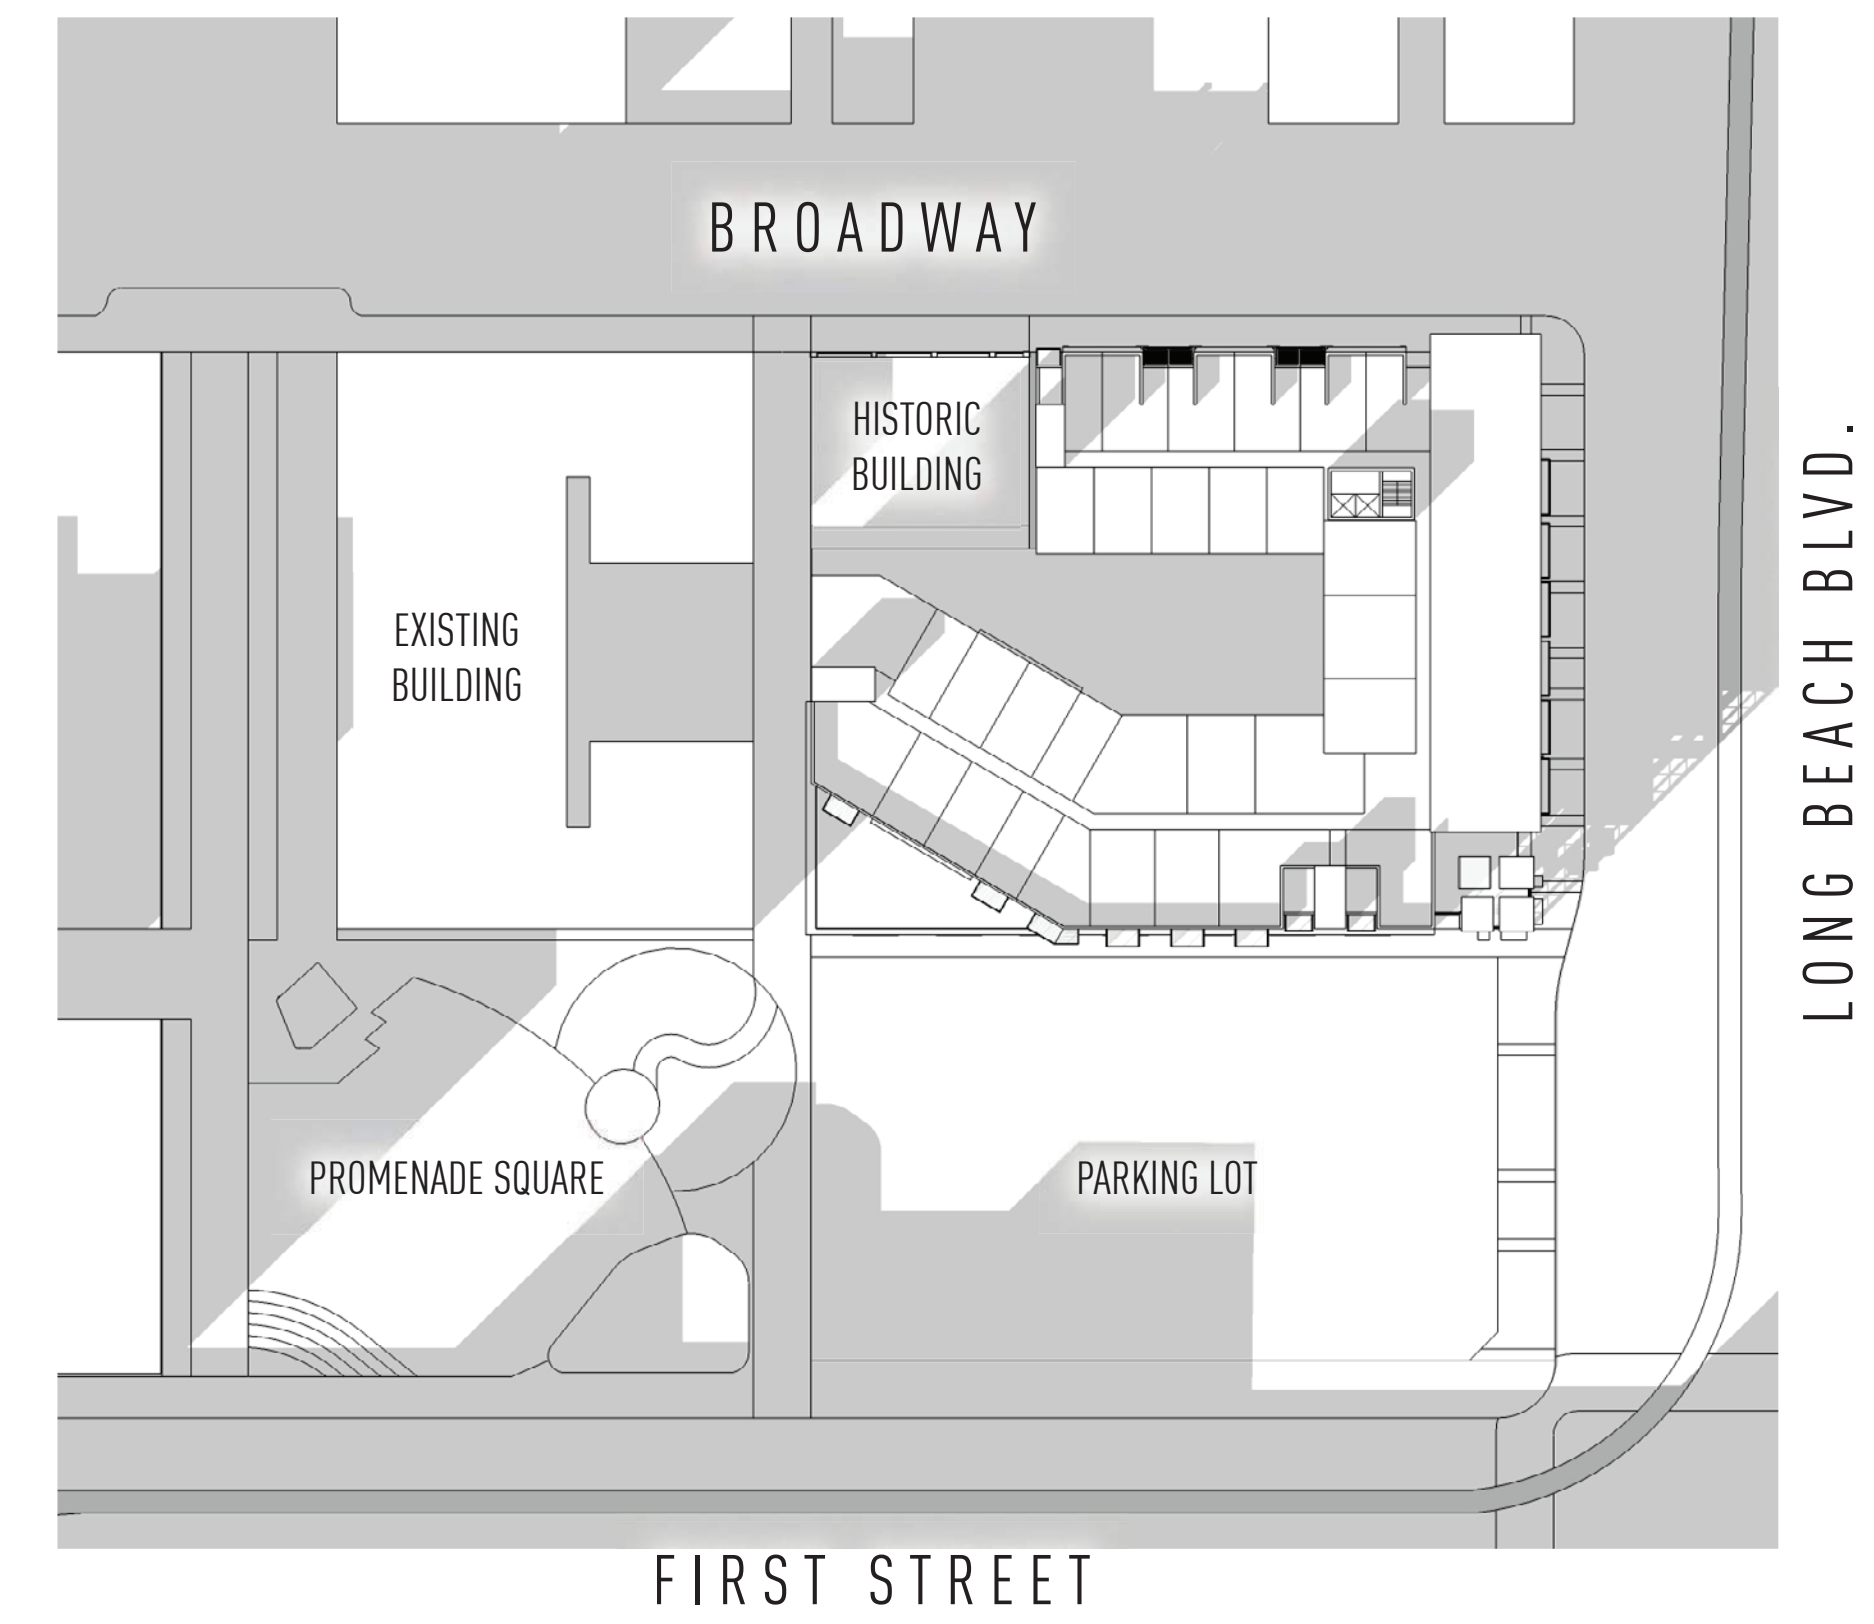 BROADWAY
HISTORIC
BUILDING
EXISTING
BUILDING
LONG BEACH BLVD.
PROMENADE SQUARE
PARKING LOT
FIRST STREET